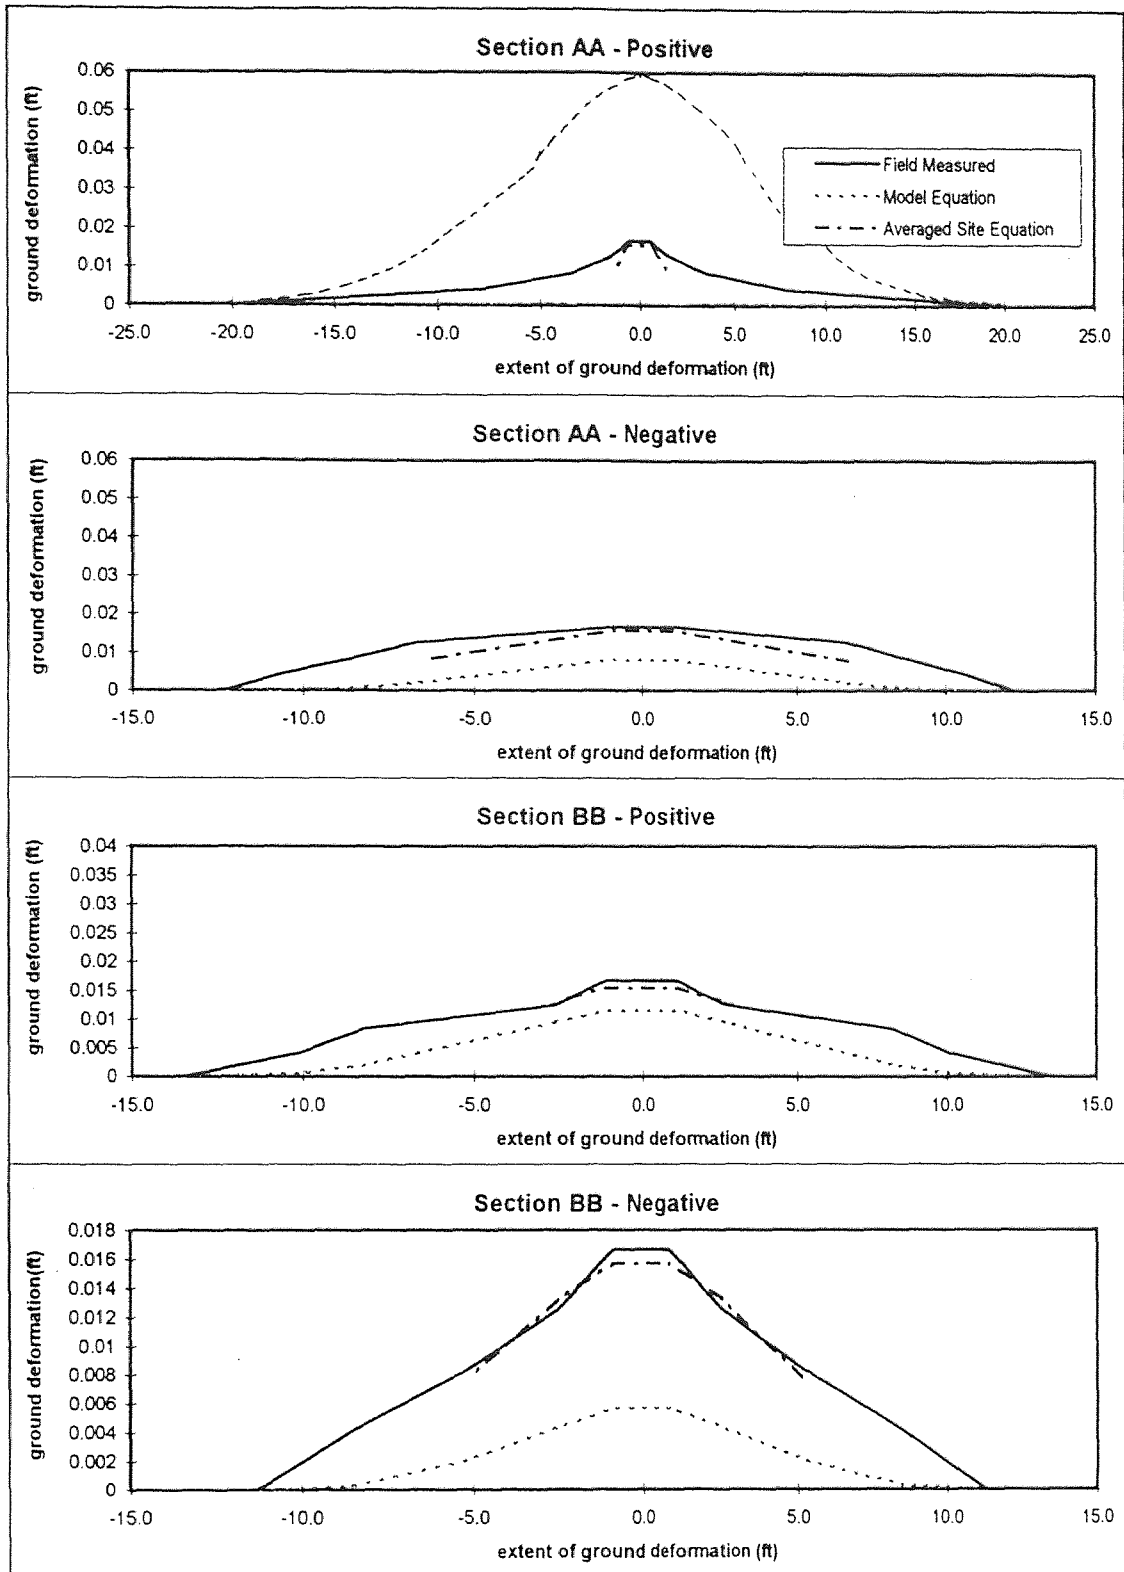 Section AA - Positive
ground deformation (ft)
0.06
0.05
0.04
0.03
0.02
0.01
0
Field Measured
Model Equation
Averaged Site Equation
-25.0 -20.0 -15.0 -10.0 -5.0 0.0 5.0 10.0 15.0 20.0 25.0
extent of ground deformation (ft)
Section AA - Negative
ground deformation (ft)
0.06
0.05
0.04
0.03
0.02
0.01
0
-15.0 -10.0 -5.0 0.0 5.0 10.0 15.0
extent of ground deformation (ft)
Section BB - Positive
ground deformation (ft)
0.04
0.035
0.03
0.025
0.02
0.015
0.01
0.005
0
-15.0 -10.0 -5.0 0.0 5.0 10.0 15.0
extent of ground deformation (ft)
Section BB - Negative
ground deformation(ft)
0.018
0.016
0.014
0.012
0.01
0.008
0.006
0.004
0.002
0
-15.0 -10.0 -5.0 0.0 5.0 10.0 15.0
extent of ground deformation (ft)